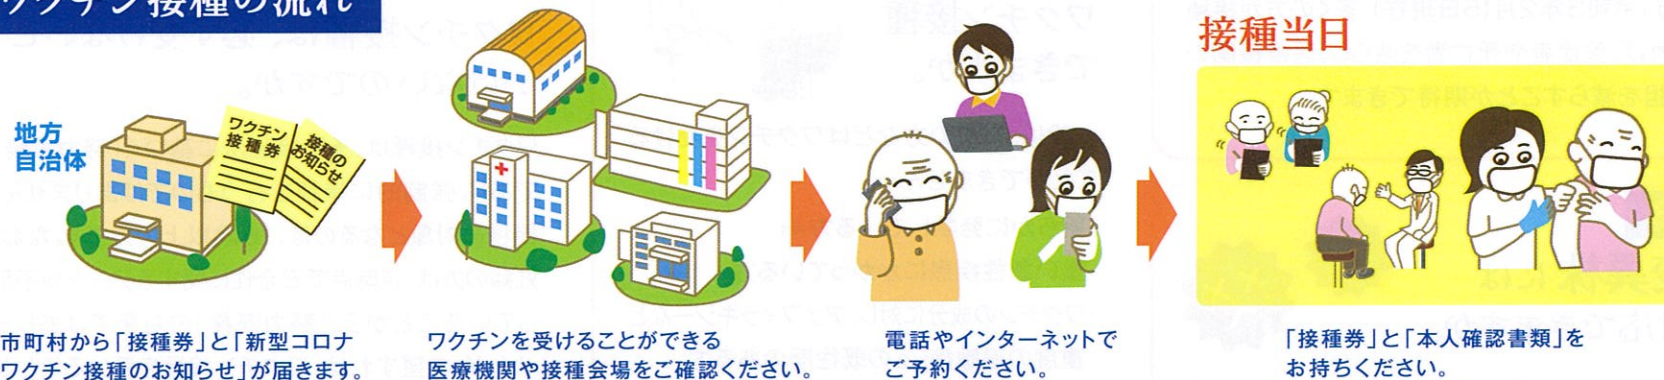 ワクチン接種の流れ
地方
自治体
ワクチン
接種券
接種の
お知らせ
市町村から「接種券」と「新型コロナ
ワクチン接種のお知らせ」が届きます。
ワクチンを受けることができる
医療機関や接種会場をご確認ください。
電話やインターネットで
ご予約ください。
接種当日
「接種券」と「本人確認書類」を
お持ちください。